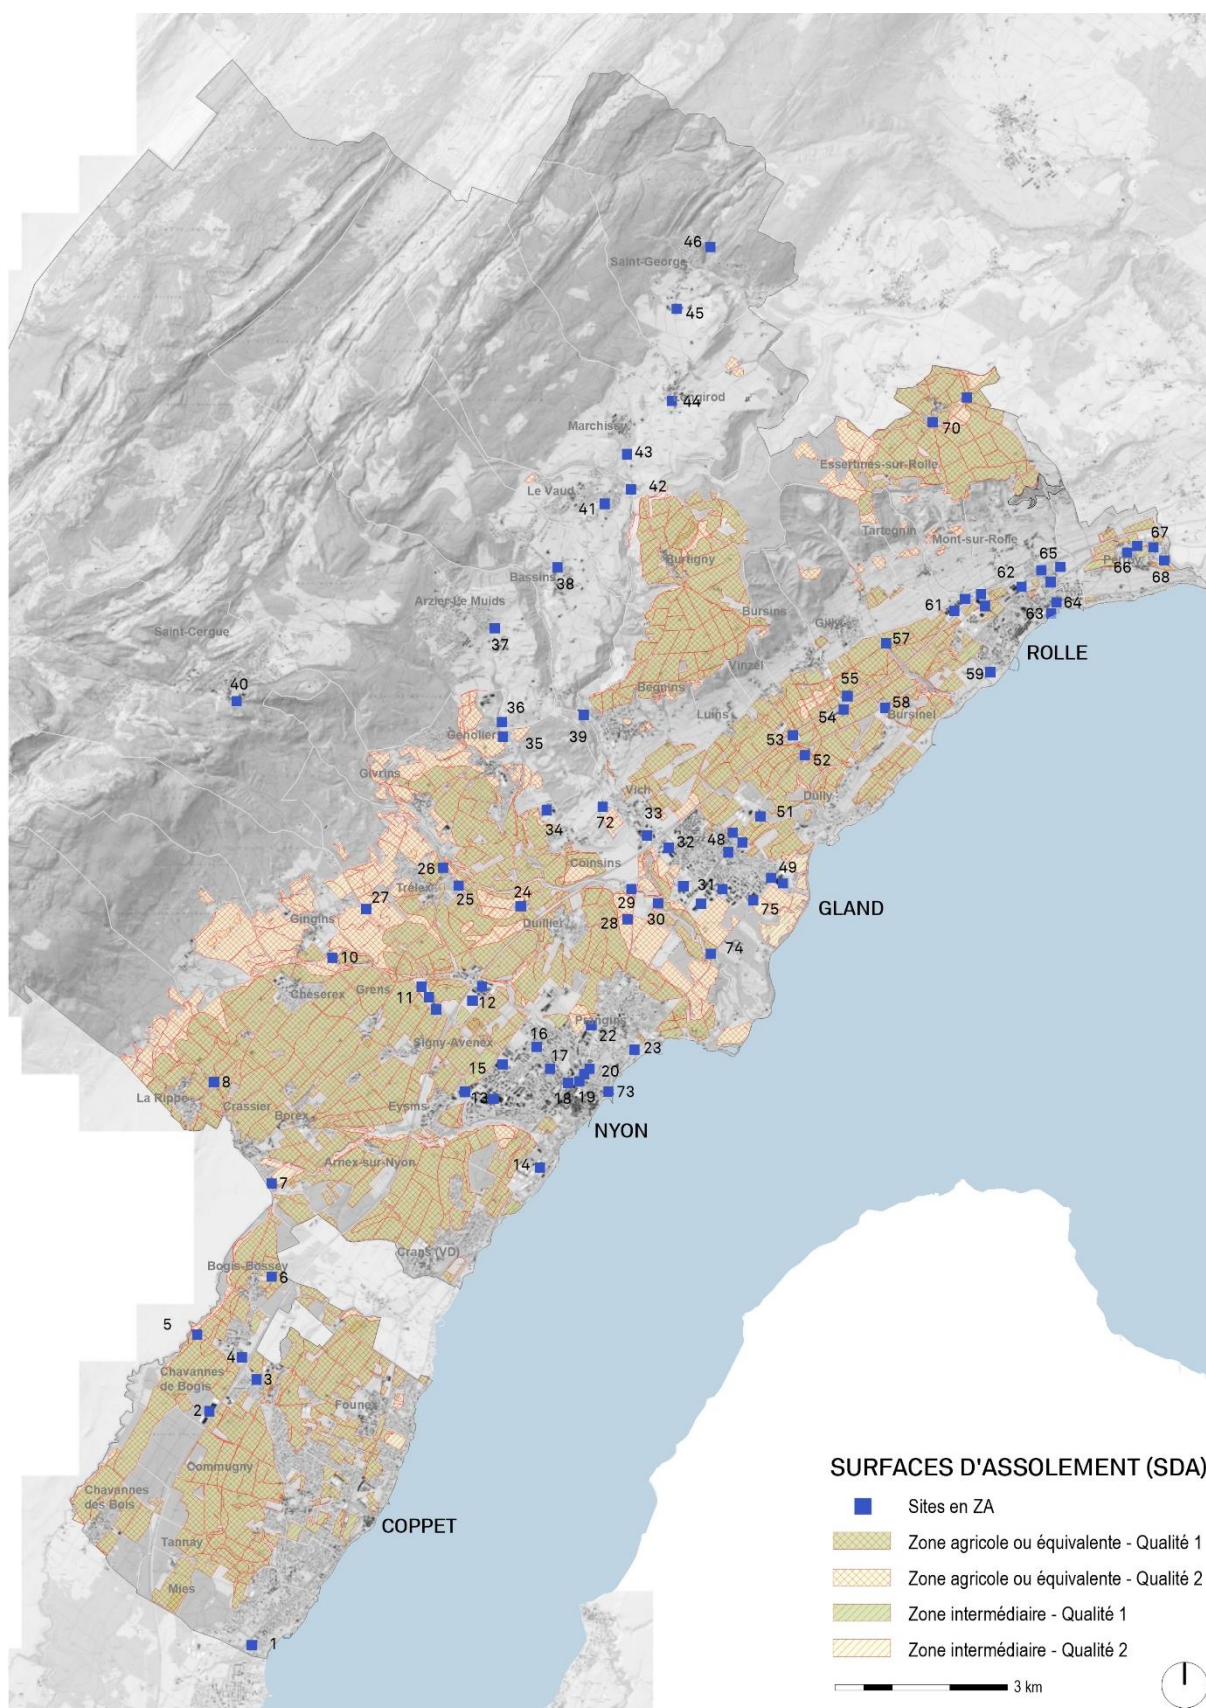 46
Saint-George
45
Longirod
44
Marchissy
43
70
Essertines-sur-Rolle
Le Vaud
42
41
Tartegnin
Mont-sur-Rolle
67
65
66
Perroy
68
Burtigny
Bassins
38
62
Arzier-Le Muids
Bursins
61
64
63
Saint-Cergue
37
Gilly
57
ROLLE
Vinzel
59
40
Begnins
55
58
36
54
Bursinel
39
Luins
Genolier
35
53
52
Givrins
Vich
Dully
72
33
51
34
32
48
Coinsins
26
Trélex
49
31
25
27
24
29
75
GLAND
Gingins
Duillier
28
30
10
74
Chéserex
Grens
11
12
Prangins
16
22
Signy-Avenex
17
23
15
20
8
La Rippe
13
18
19
73
Crassier
Eysins
Borex
NYON
Arnex-sur-Nyon
14
7
Crans (VD)
Bogis-Bossey
6
5
4
Chavannes
de Bogis
3
2
Founex
Commugny
Chavannes
des Bois
COPPET
Tannay
Mies
1
SURFACES D'ASSOLEMENT (SDA)
Sites en ZA
Zone agricole ou équivalente - Qualité 1
Zone agricole ou équivalente - Qualité 2
Zone intermédiaire - Qualité 1
Zone intermédiaire - Qualité 2
3 km